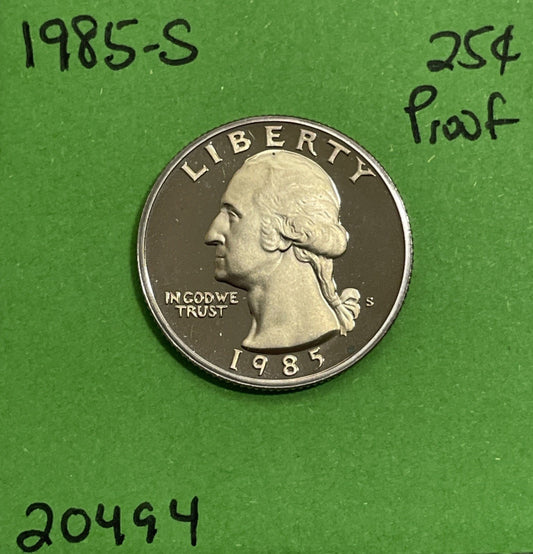 1985-S
25¢
Proof
LIBERTY
IN GOD WE
TRUST
S
1985
20494